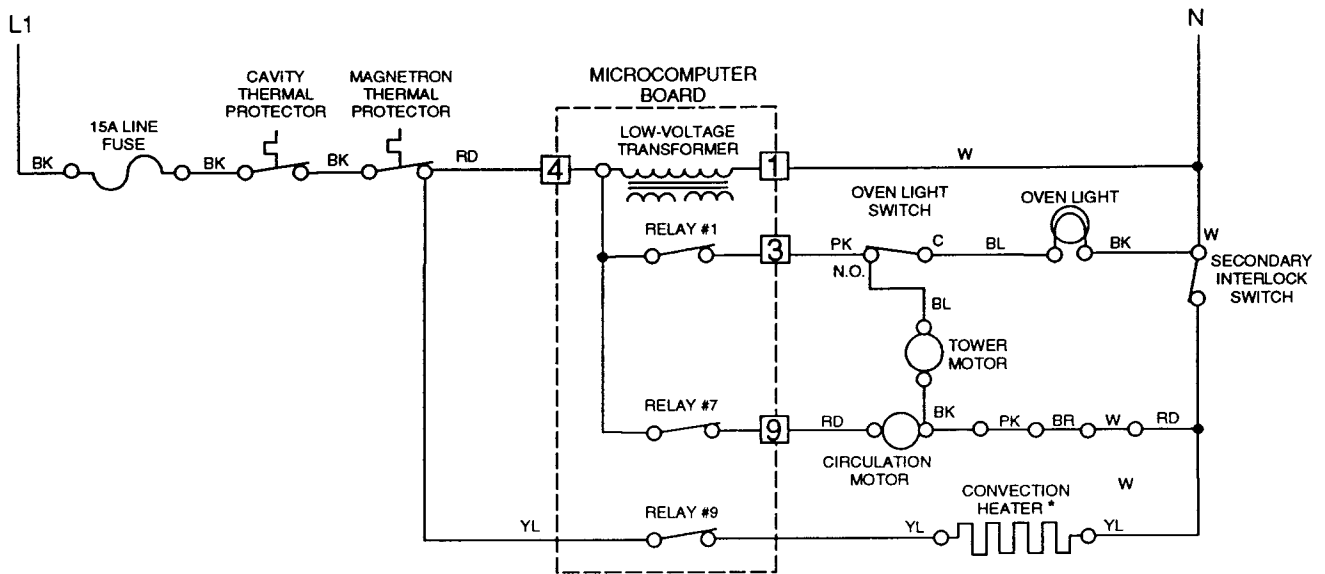 L1
N
CAVITY
THERMAL
PROTECTOR
MAGNETRON
THERMAL
PROTECTOR
MICROCOMPUTER
BOARD
15A LINE
FUSE
LOW-VOLTAGE
TRANSFORMER
BK
BK
BK
RD
4
1
W
OVEN LIGHT
SWITCH
OVEN LIGHT
RELAY #1
3
PK
N.O.
C
BL
BK
W
SECONDARY
INTERLOCK
SWITCH
BL
TOWER
MOTOR
RELAY #7
9
RD
BK
PK
BR
W
RD
CIRCULATION
MOTOR
W
CONVECTION
HEATER *
YL
RELAY #9
YL
YL